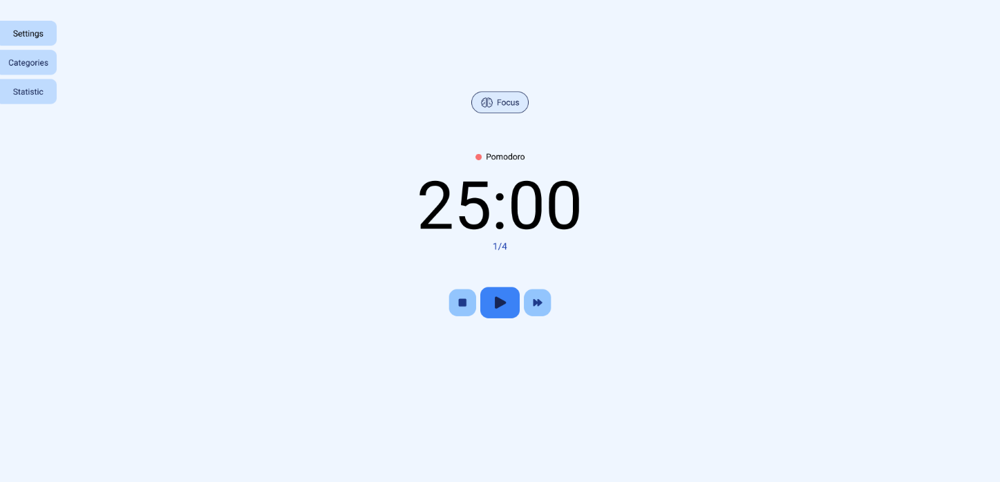 Settings
Categories
Statistic
Focus
Pomodoro
25:00
1/4